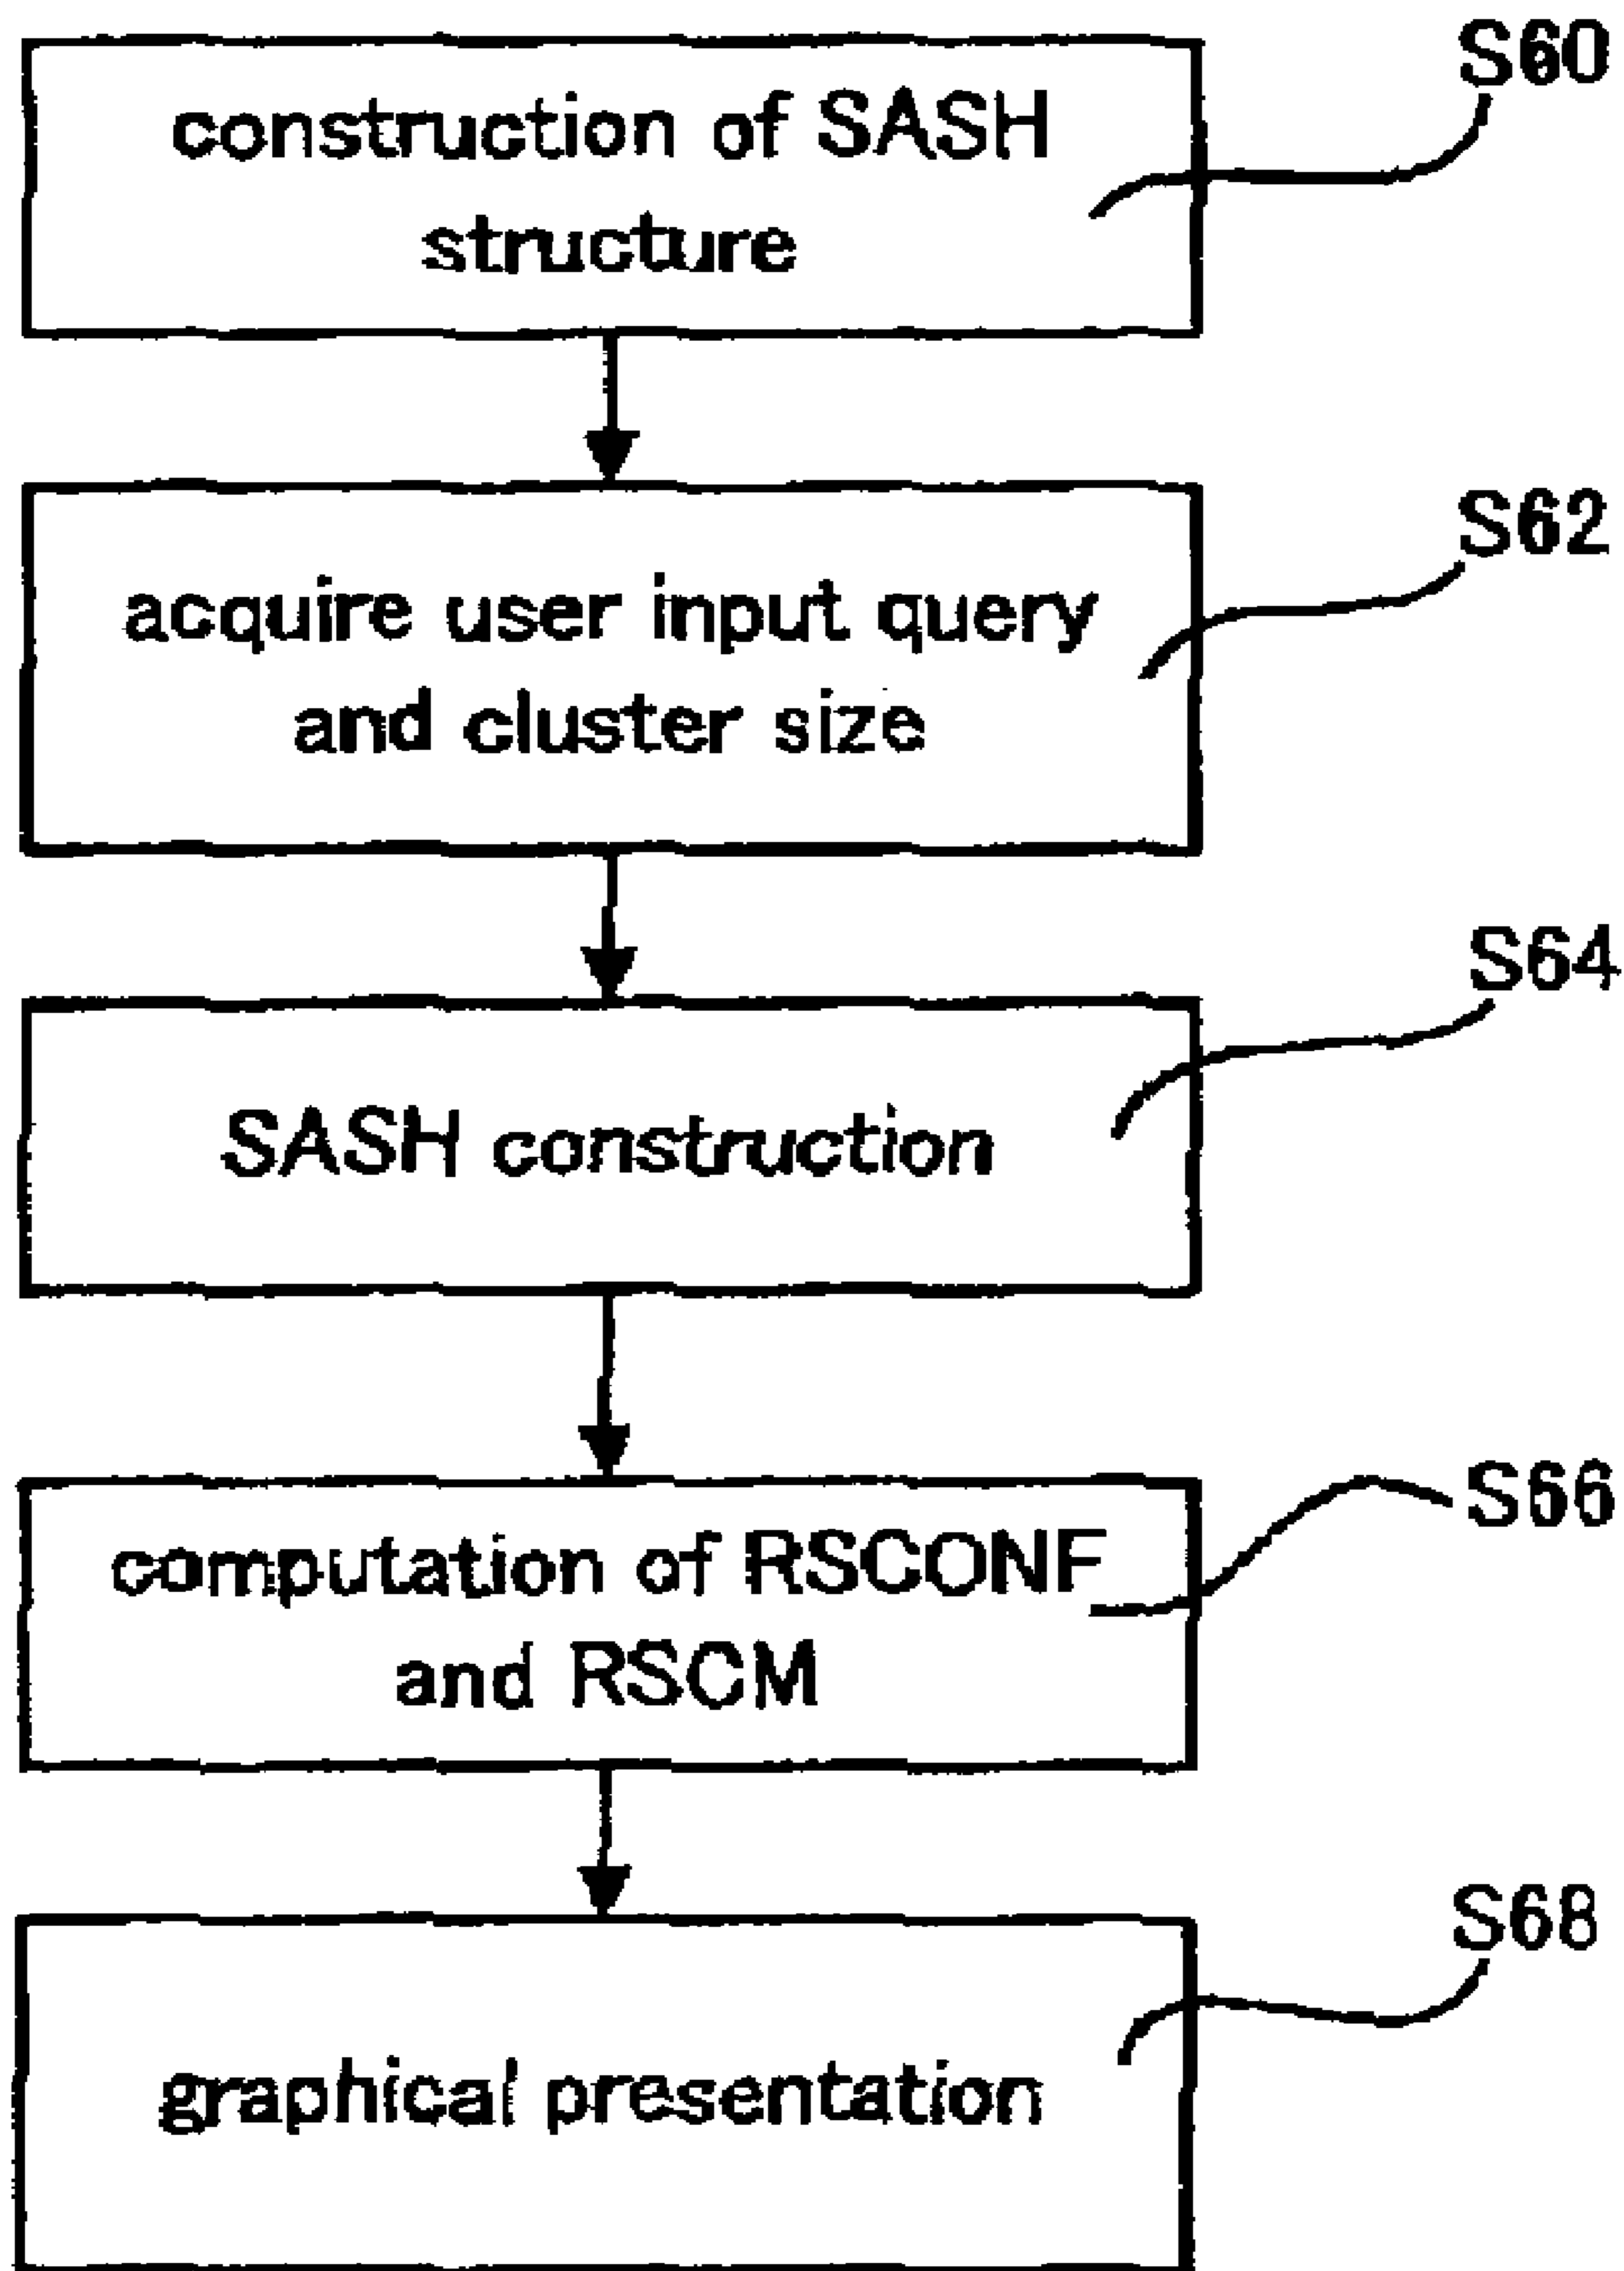 construction of SASH
structure
S60
acquire user input query
and cluster size
S62
SASH construction
S64
computation of RSCONF
and RSCM
S66
graphical presentation
S68